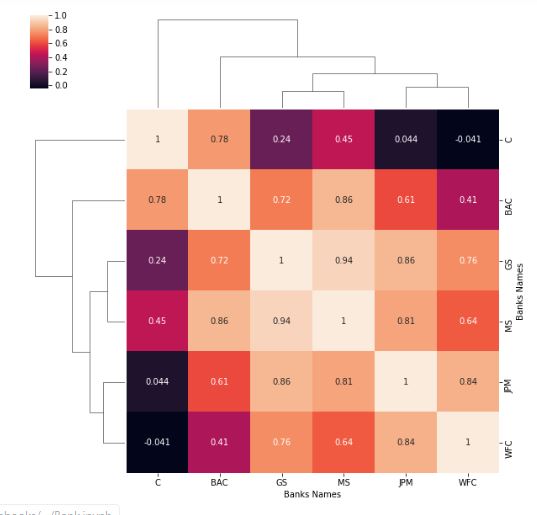 1.0
0.8
0.6
0.4
0.2
0.0
1 0.78 0.24 0.45 0.044 -0.041 C
0.78 1 0.72 0.86 0.61 0.41 BAC
0.24 0.72 1 0.94 0.86 0.76 GS
Banks Names
0.45 0.86 0.94 1 0.81 0.64 MS
0.044 0.61 0.86 0.81 1 0.84 JPM
-0.041 0.41 0.76 0.64 0.84 1 WFC
C BAC GS MS JPM WFC
Banks Names